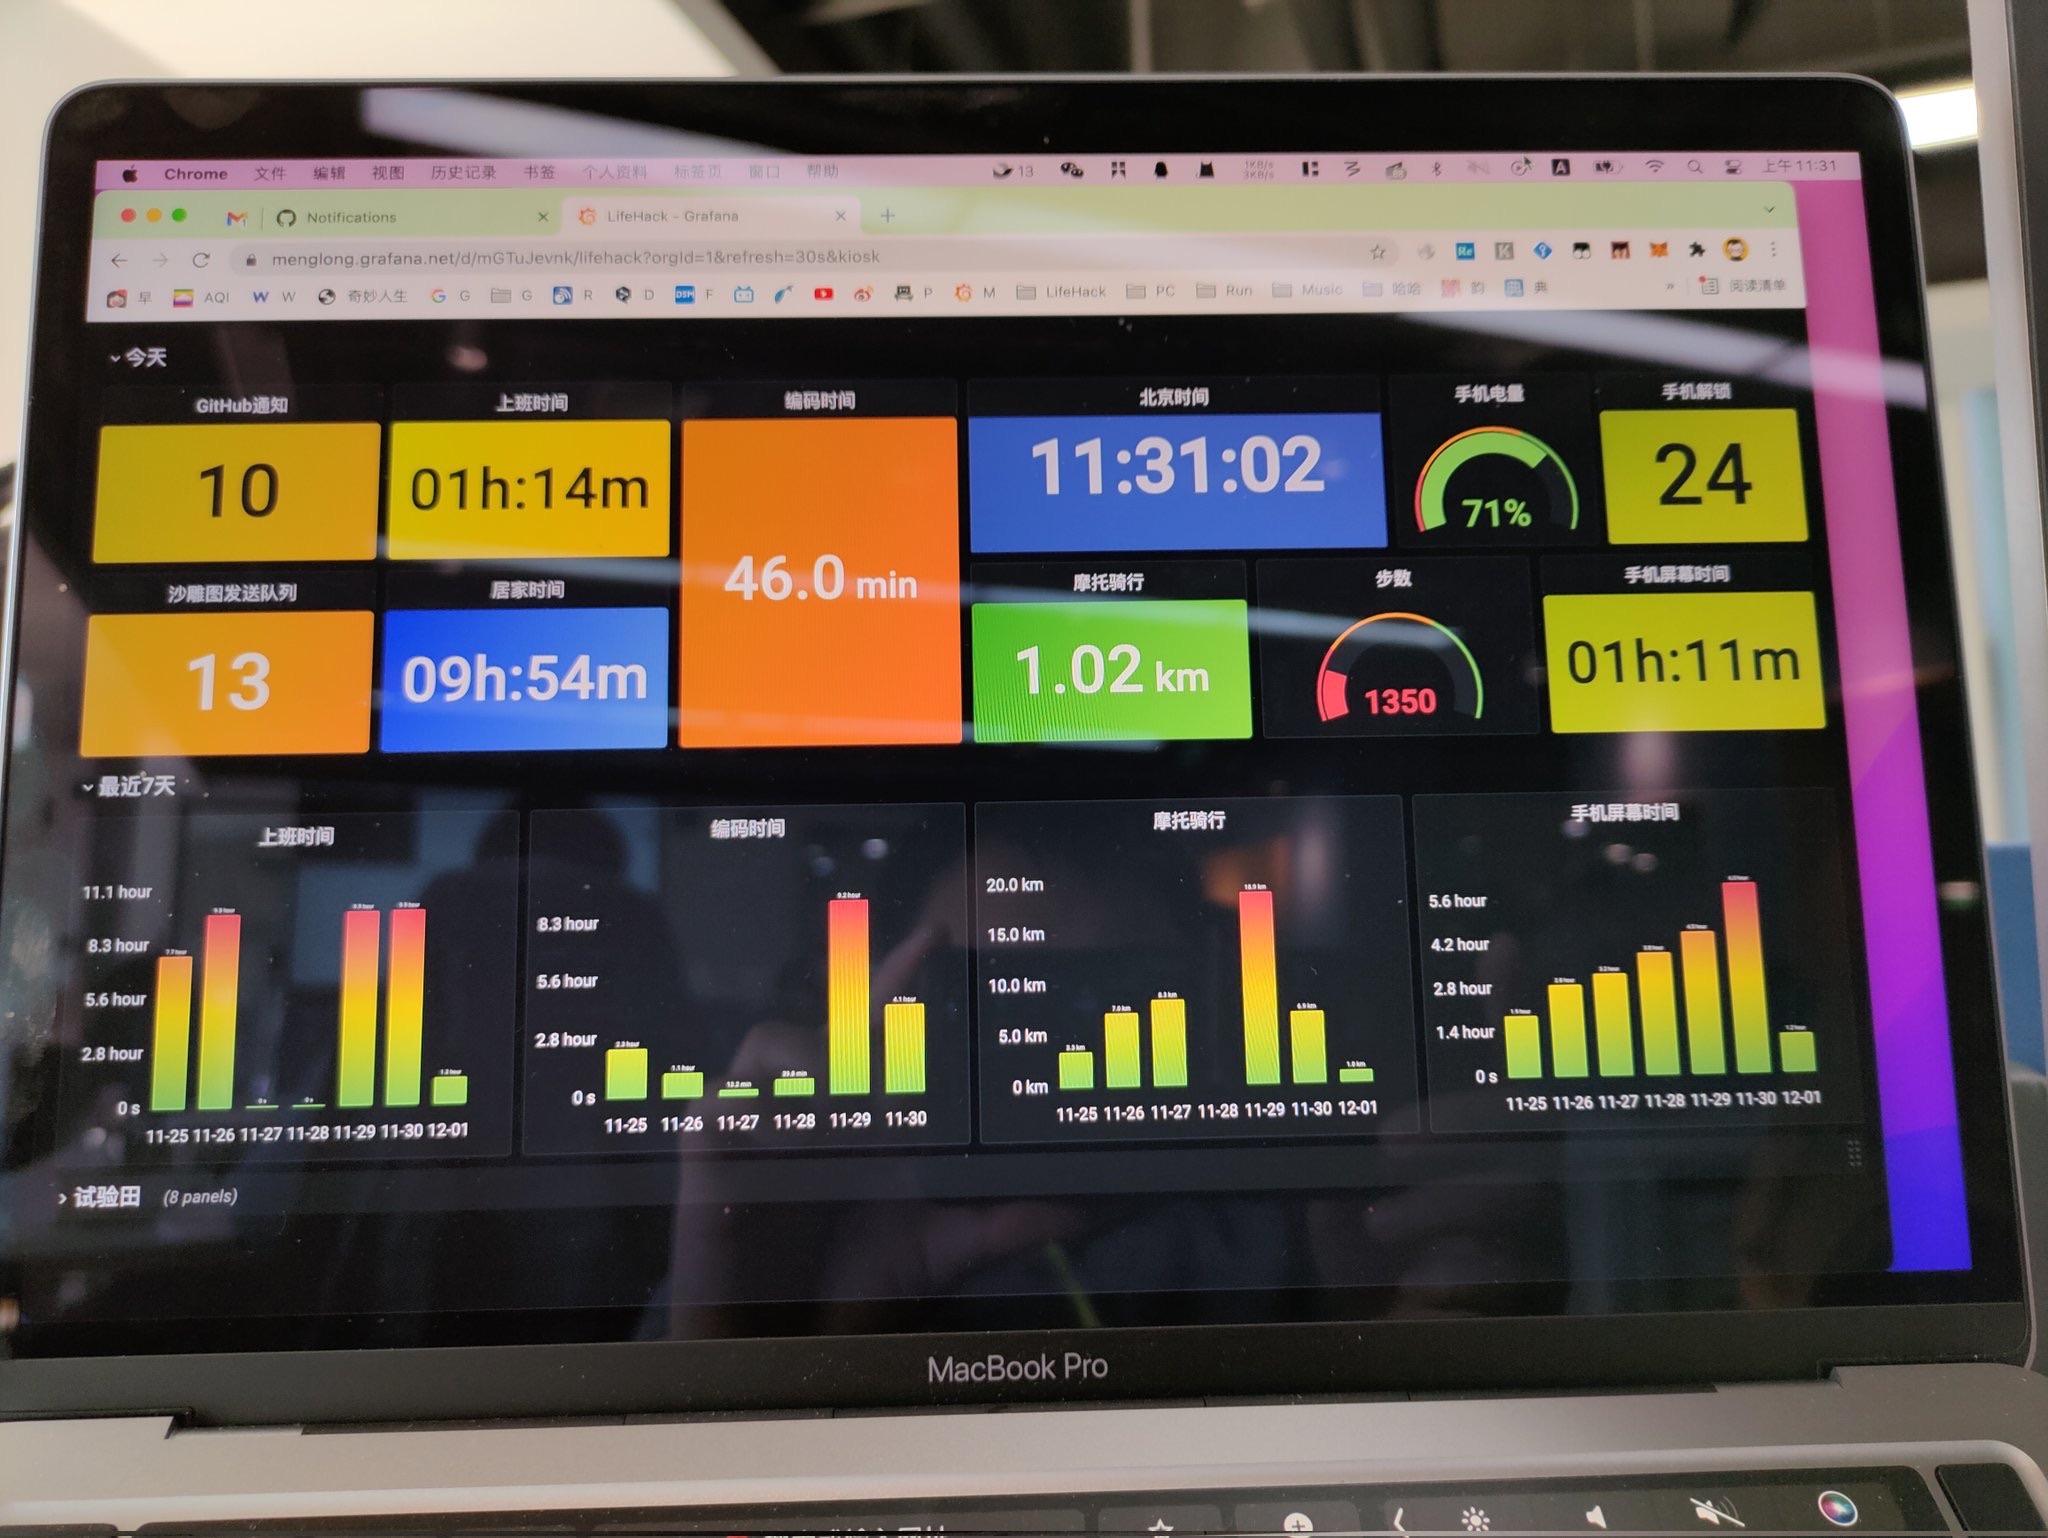 Chrome 文件 编辑 视图 历史记录 书签 个人资料 标签页 窗口 帮助 13 1KB/s 3KB/s A 上午11:31
Notifications LifeHack - Grafana
menglong.grafana.net/d/mGTuJevnk/lifehack?orgId=1&refresh=30s&kiosk
早 AQI W 奇妙人生 G G R D F P M LifeHack PC Run Music 哈哈 韵 典 » 阅读清单
今天
GitHub通知 上班时间 编码时间 北京时间 手机电量 手机解锁
10 01h:14m 46.0 min 11:31:02 71% 24
沙雕图发送队列 居家时间 摩托骑行 步数 手机屏幕时间
13 09h:54m 1.02 km 1350 01h:11m
最近7天
上班时间
11.1 hour
8.3 hour
5.6 hour
2.8 hour
0 s
11-25 11-26 11-27 11-28 11-29 11-30 12-01
编码时间
8.3 hour
5.6 hour
2.8 hour
0 s
11-25 11-26 11-27 11-28 11-29 11-30
摩托骑行
20.0 km
15.0 km
10.0 km
5.0 km
0 km
11-25 11-26 11-27 11-28 11-29 11-30 12-01
手机屏幕时间
5.6 hour
4.2 hour
2.8 hour
1.4 hour
0 s
11-25 11-26 11-27 11-28 11-29 11-30 12-01
试验田 (8 panels)
MacBook Pro